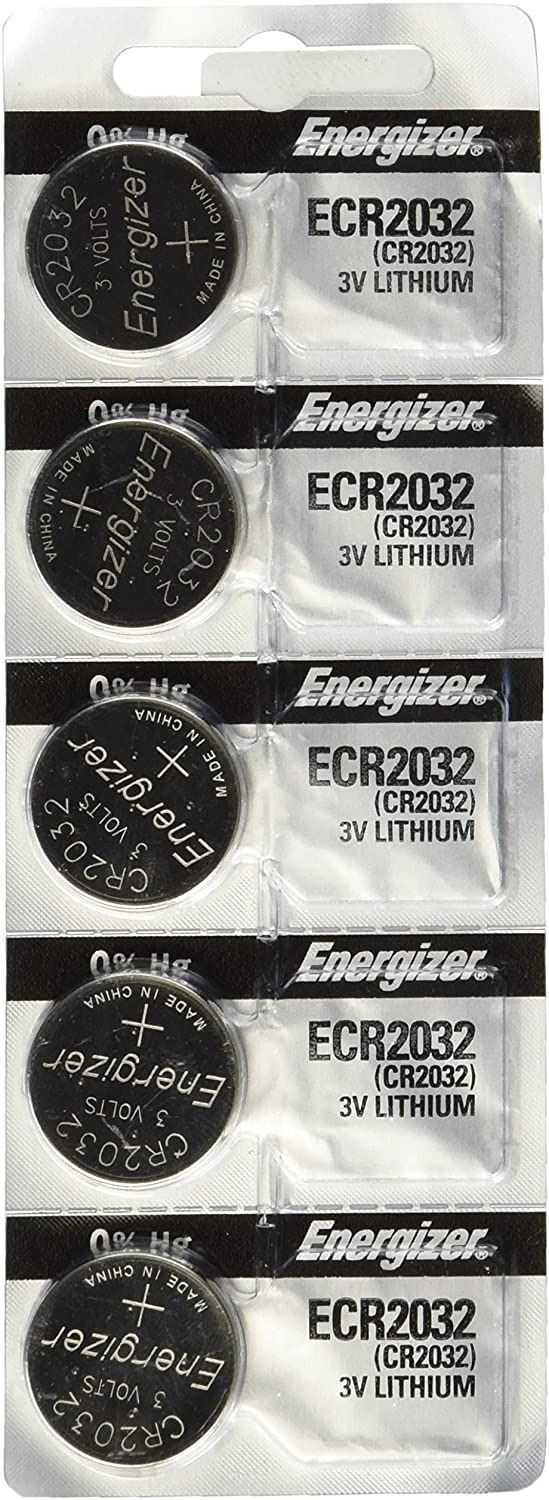 0% Hg
Energizer®
ECR2032
(CR2032)
3V LITHIUM
CR2032
3 VOLTS
Energizer
+
MADE IN CHINA
0% Hg
Energizer®
ECR2032
(CR2032)
3V LITHIUM
CR2032
3 VOLTS
Energizer
+
MADE IN CHINA
0% Hg
Energizer®
ECR2032
(CR2032)
3V LITHIUM
MADE IN CHINA
+
Energizer
3 VOLTS
CR2032
0% Hg
Energizer®
ECR2032
(CR2032)
3V LITHIUM
MADE IN CHINA
+
Energizer
3 VOLTS
CR2032
0% Hg
Energizer®
ECR2032
(CR2032)
3V LITHIUM
MADE IN CHINA
+
Energizer
3 VOLTS
CR2032